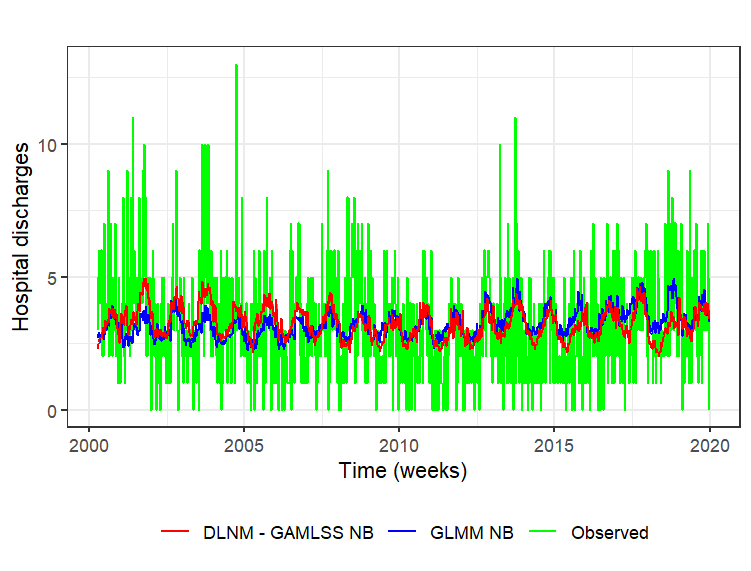 Hospital discharges
10
5
0
2000 2005 2010 2015 2020
Time (weeks)
DLNM - GAMLSS NB GLMM NB Observed